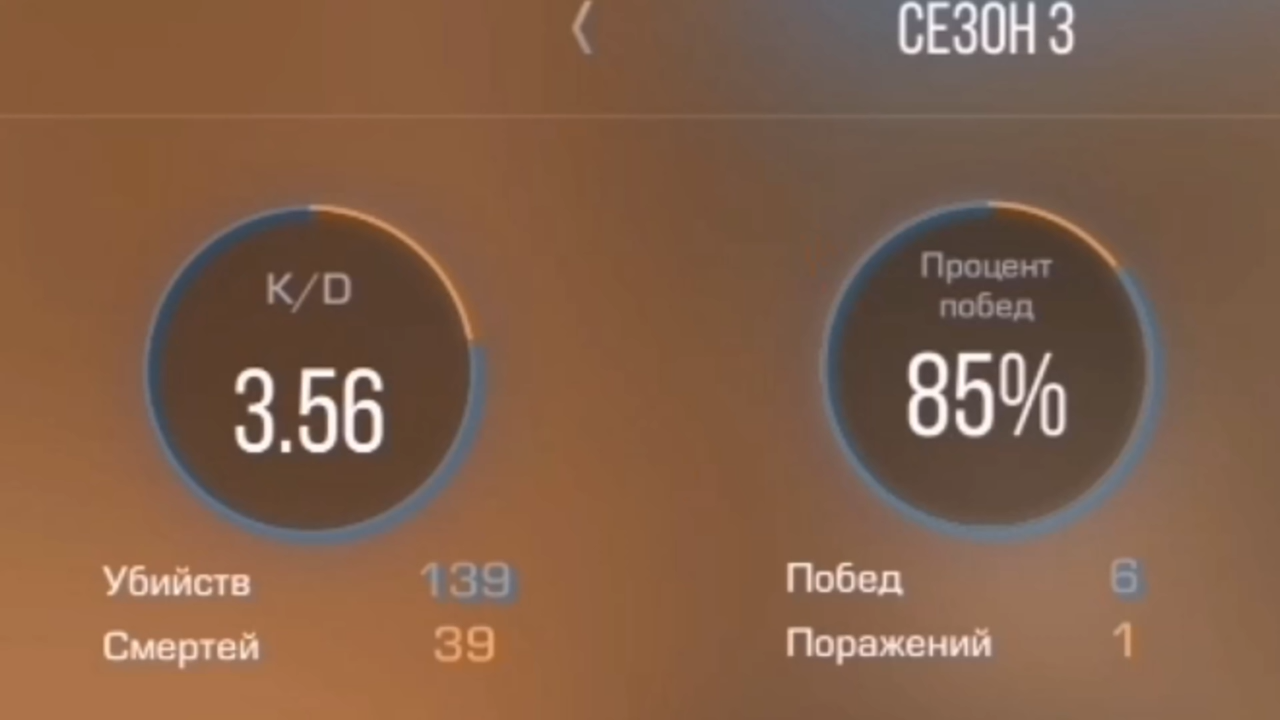 СЕЗОН 3
K/D
3.56
Процент
побед
85%
Убийств 139
Смертей 39
Побед 6
Поражений 1